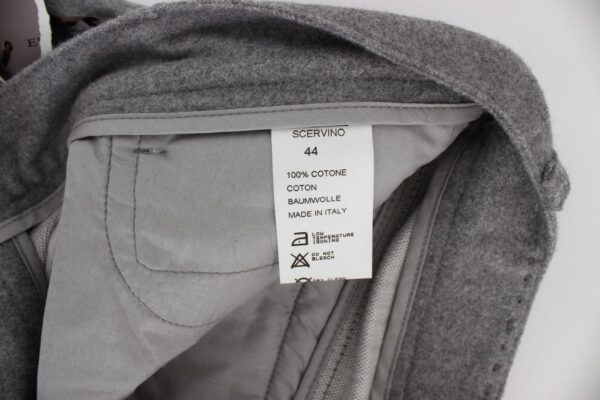 SCERVINO
44
100% COTONE
COTON
BAUMWOLLE
MADE IN ITALY
LOW
TEMPERATURE
IRONING
DO NOT
BLEACH